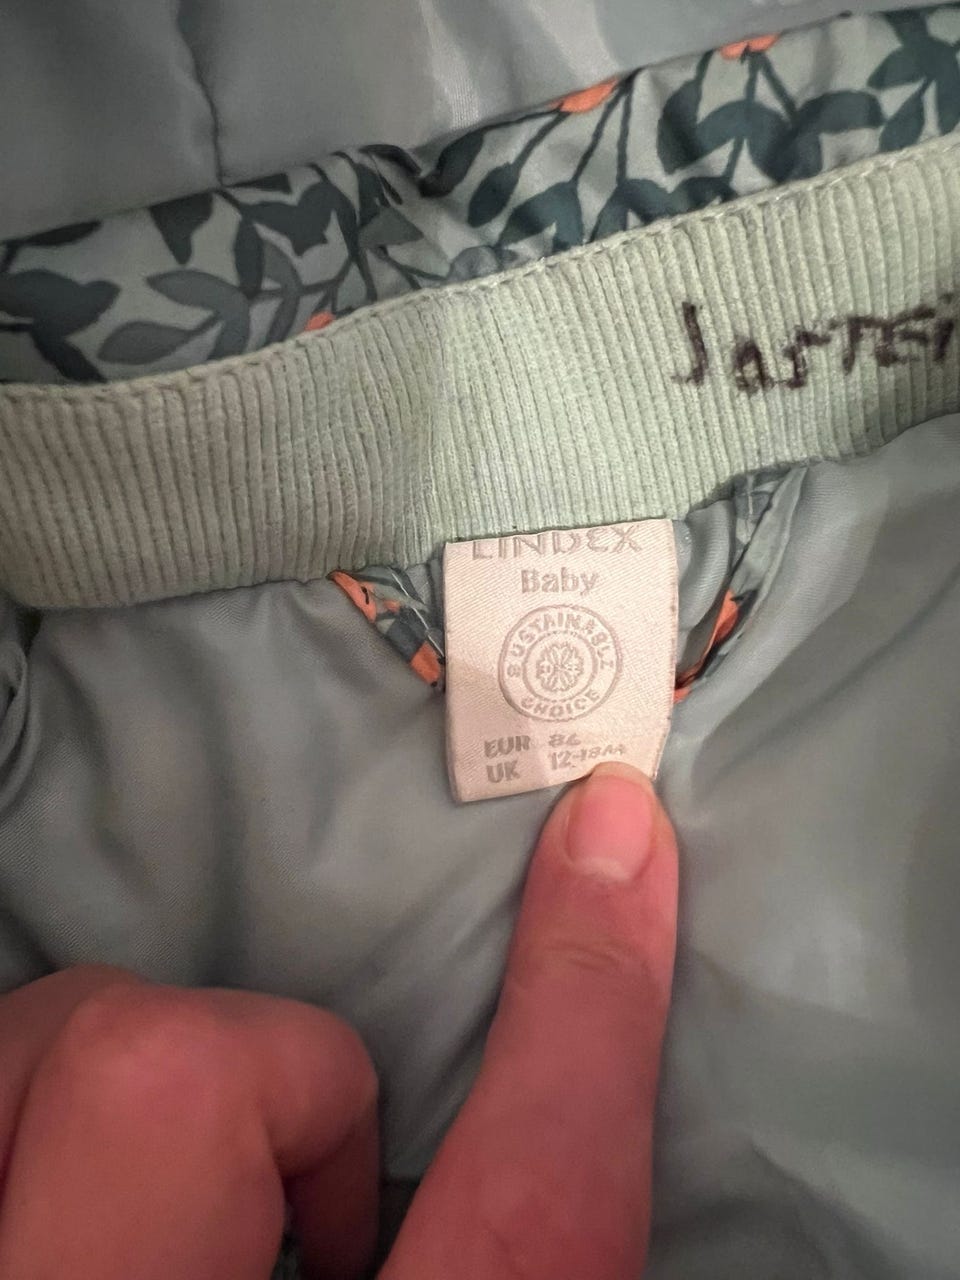 LINDEX
Baby
SUSTAINABLE CHOICE
EUR 86
UK 12-18M